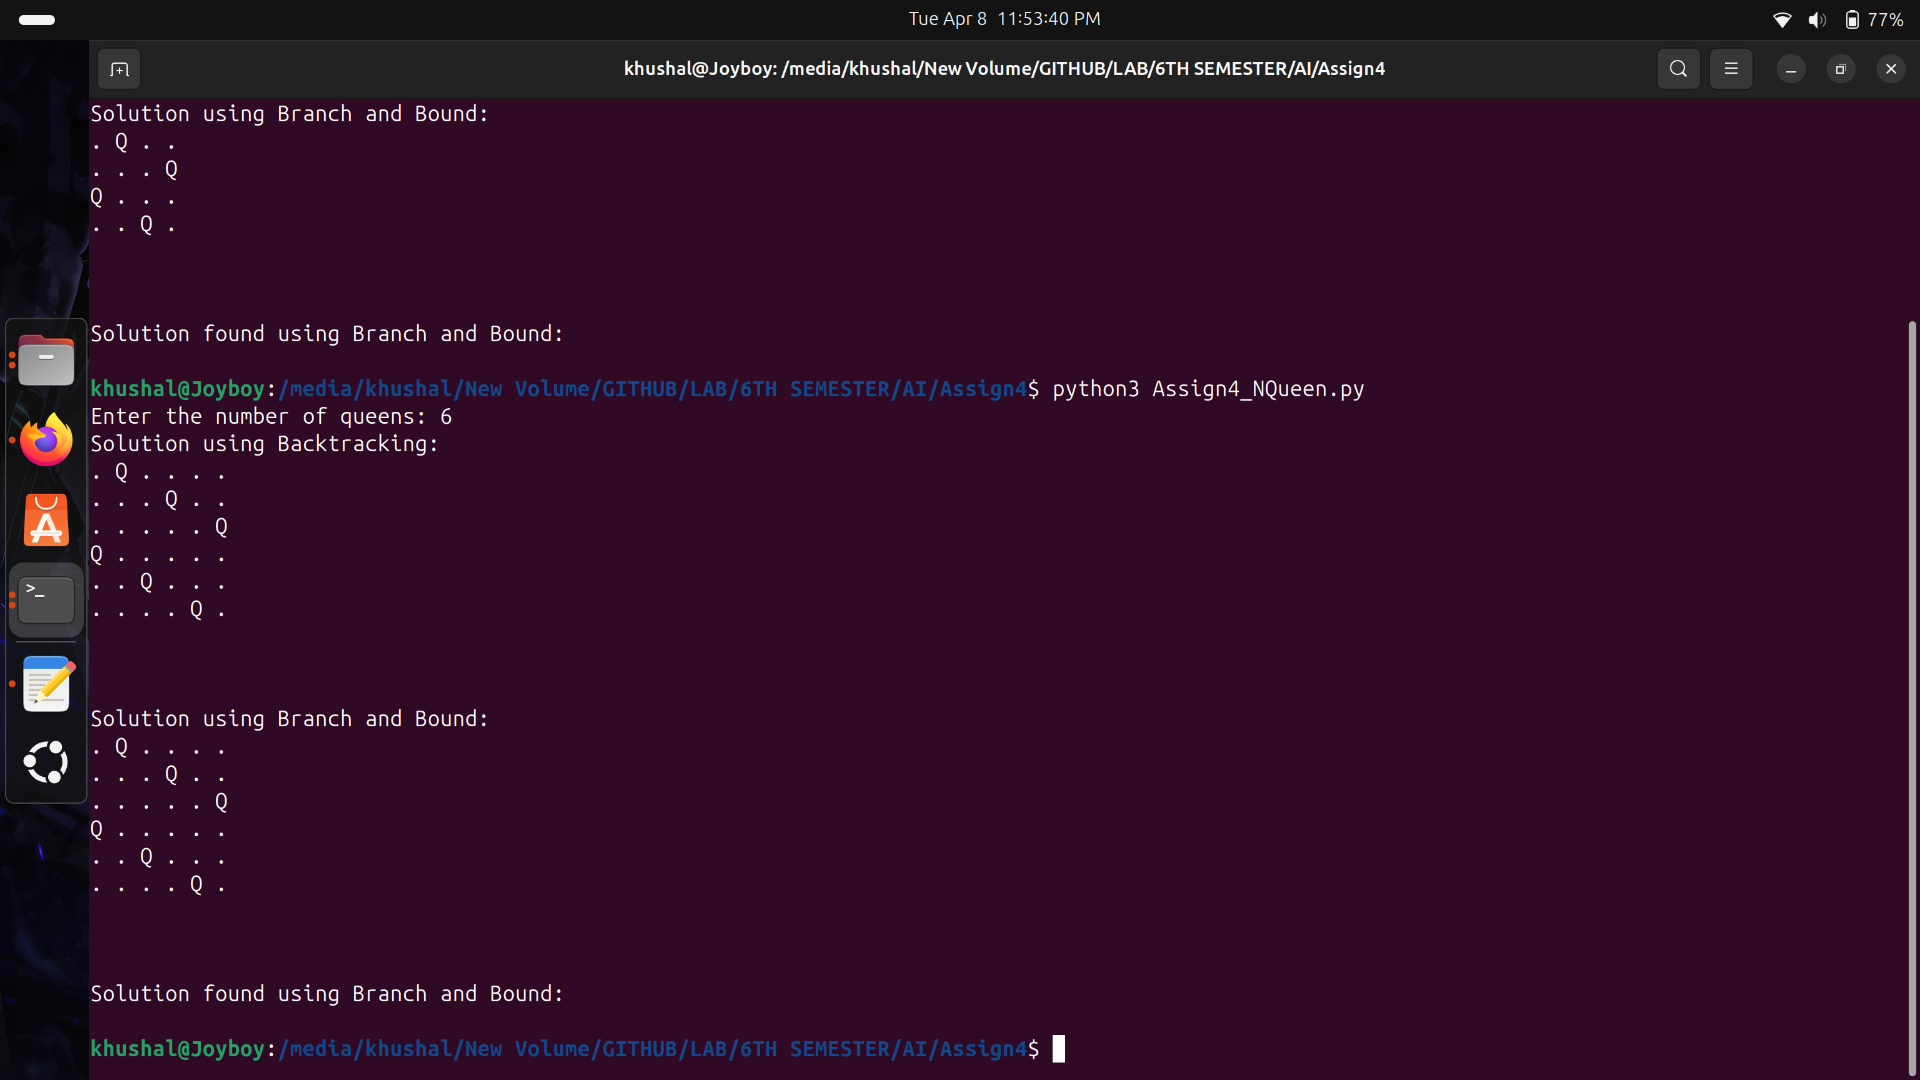 Tue Apr 8 11:53:40 PM
77%
khushal@Joyboy: /media/khushal/New Volume/GITHUB/LAB/6TH SEMESTER/AI/Assign4
Solution using Branch and Bound:
. Q . .
. . . Q
Q . . .
. . Q .
Solution found using Branch and Bound:
khushal@Joyboy:/media/khushal/New Volume/GITHUB/LAB/6TH SEMESTER/AI/Assign4$ python3 Assign4_NQueen.py
Enter the number of queens: 6
Solution using Backtracking:
. Q . . . .
. . . Q . .
. . . . . Q
Q . . . . .
. . Q . . .
. . . . Q .
Solution using Branch and Bound:
. Q . . . .
. . . Q . .
. . . . . Q
Q . . . . .
. . Q . . .
. . . . Q .
Solution found using Branch and Bound:
khushal@Joyboy:/media/khushal/New Volume/GITHUB/LAB/6TH SEMESTER/AI/Assign4$